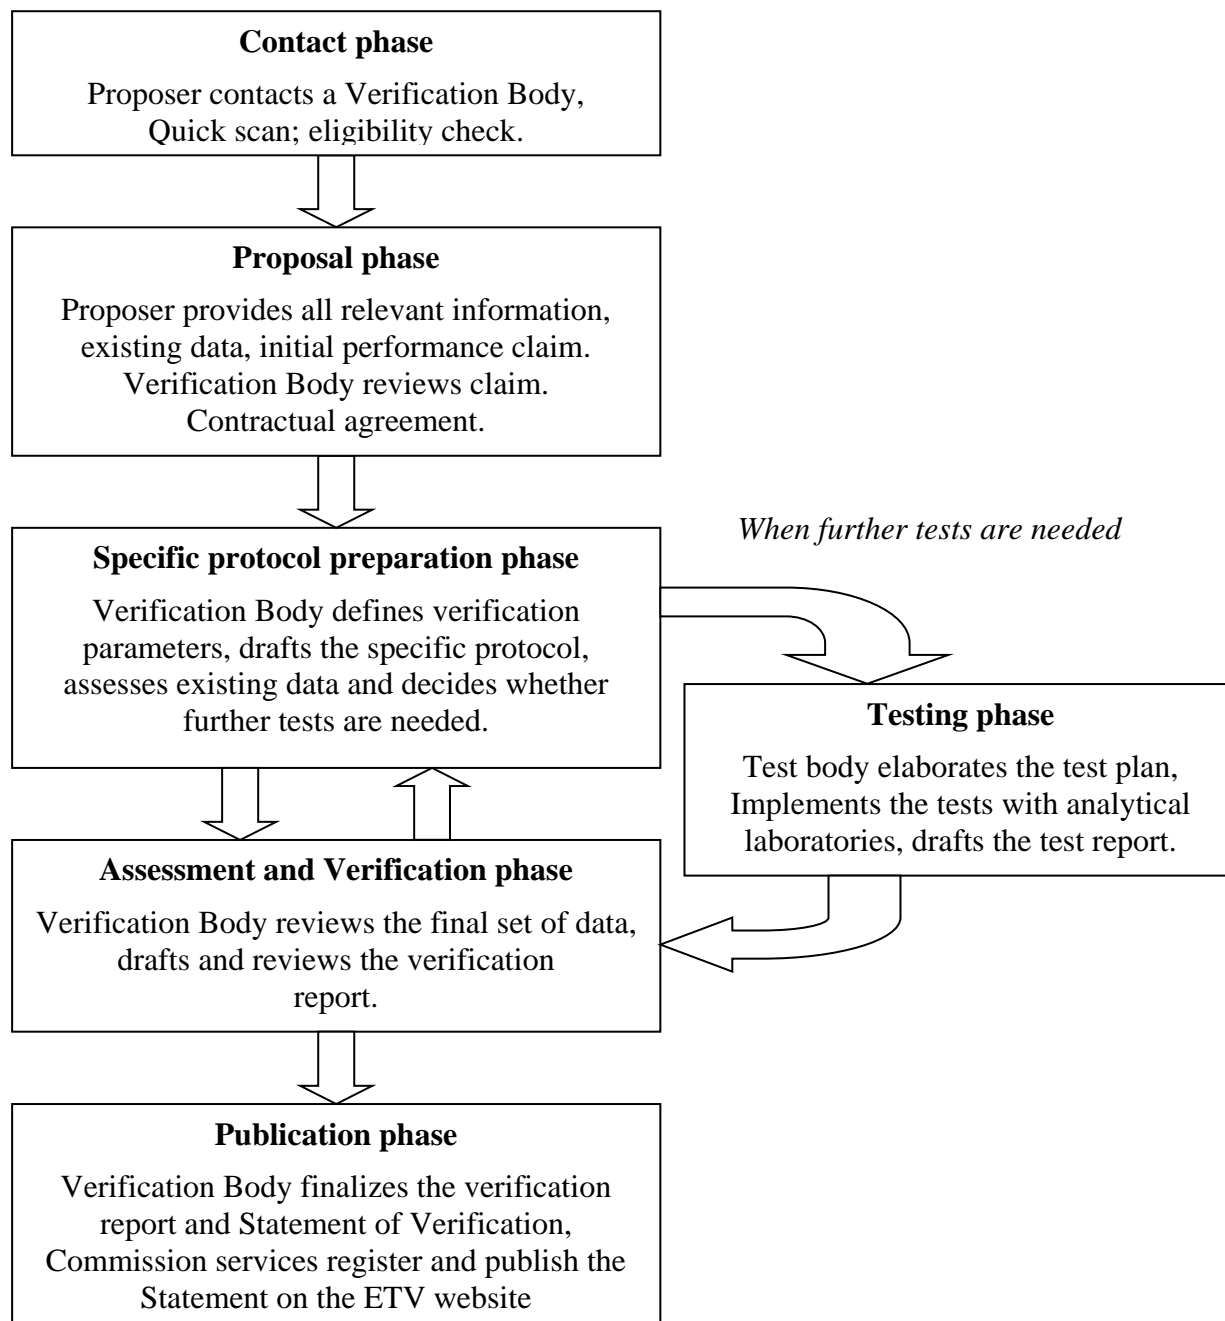 Contact phase
Proposer contacts a Verification Body,
Quick scan; eligibility check.
Proposal phase
Proposer provides all relevant information,
existing data, initial performance claim.
Verification Body reviews claim.
Contractual agreement.
When further tests are needed
Specific protocol preparation phase
Verification Body defines verification
parameters, drafts the specific protocol,
assesses existing data and decides whether
further tests are needed.
Testing phase
Test body elaborates the test plan,
Implements the tests with analytical
laboratories, drafts the test report.
Assessment and Verification phase
Verification Body reviews the final set of data,
drafts and reviews the verification
report.
Publication phase
Verification Body finalizes the verification
report and Statement of Verification,
Commission services register and publish the
Statement on the ETV website